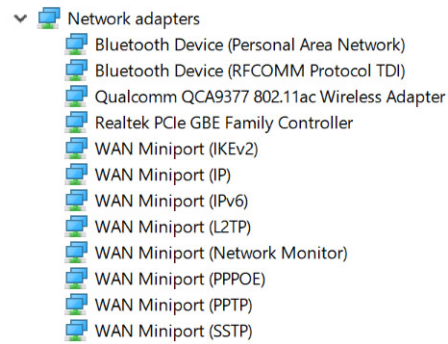 Network adapters
Bluetooth Device (Personal Area Network)
Bluetooth Device (RFCOMM Protocol TDI)
Qualcomm QCA9377 802.11ac Wireless Adapter
Realtek PCIe GBE Family Controller
WAN Miniport (IKEv2)
WAN Miniport (IP)
WAN Miniport (IPv6)
WAN Miniport (L2TP)
WAN Miniport (Network Monitor)
WAN Miniport (PPPOE)
WAN Miniport (PPTP)
WAN Miniport (SSTP)